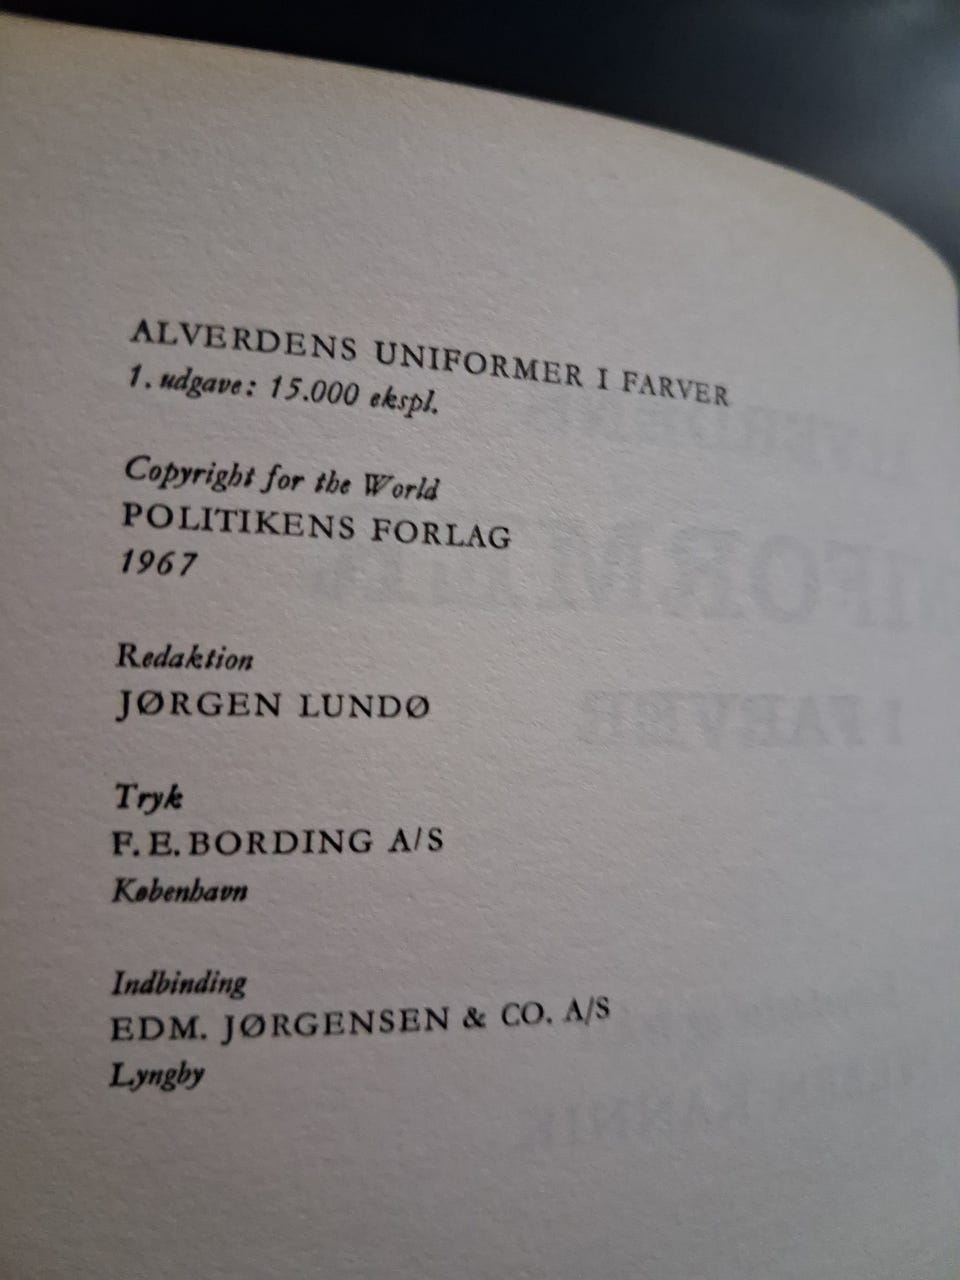 ALVERDENS UNIFORMER I FARVER
1. udgave: 15.000 ekspl.
Copyright for the World
POLITIKENS FORLAG
1967
Redaktion
JØRGEN LUNDØ
Tryk
F. E. BORDING A/S
København
Indbinding
EDM. JØRGENSEN & CO. A/S
Lyngby